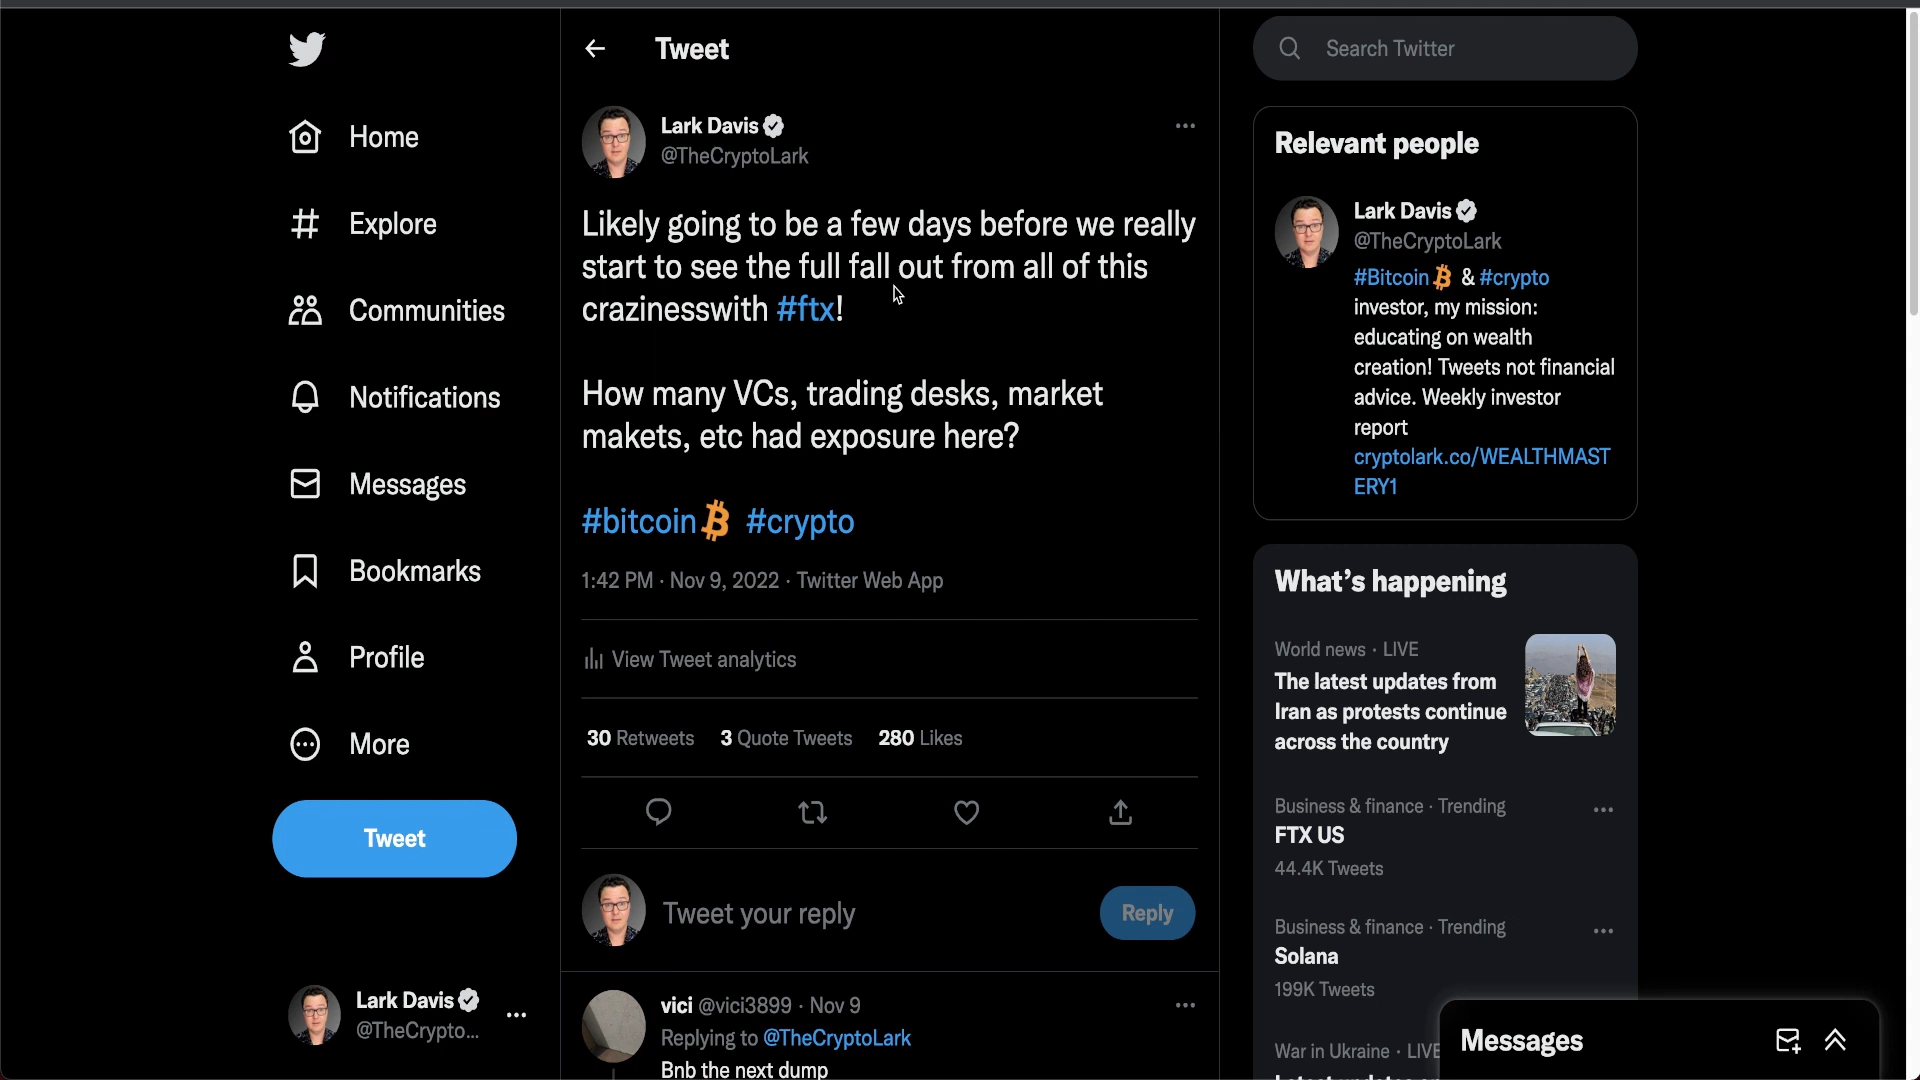 Home
Explore
Communities
Notifications
Messages
Bookmarks
Profile
More
Tweet
Lark Davis
@TheCrypto...
Tweet
Lark Davis
@TheCryptoLark
Likely going to be a few days before we really
start to see the full fall out from all of this
crazinesswith #ftx!
How many VCs, trading desks, market
makets, etc had exposure here?
#bitcoin #crypto
1:42 PM · Nov 9, 2022 · Twitter Web App
View Tweet analytics
30 Retweets 3 Quote Tweets 280 Likes
Tweet your reply
Reply
vici @vici3899 · Nov 9
Replying to @TheCryptoLark
Bnb the next dump
Search Twitter
Relevant people
Lark Davis
@TheCryptoLark
#Bitcoin & #crypto
investor, my mission:
educating on wealth
creation! Tweets not financial
advice. Weekly investor
report
cryptolark.co/WEALTHMAST
ERY1
What's happening
World news · LIVE
The latest updates from
Iran as protests continue
across the country
Business & finance · Trending
FTX US
44.4K Tweets
Business & finance · Trending
Solana
199K Tweets
War in Ukraine · LIVE
Messages